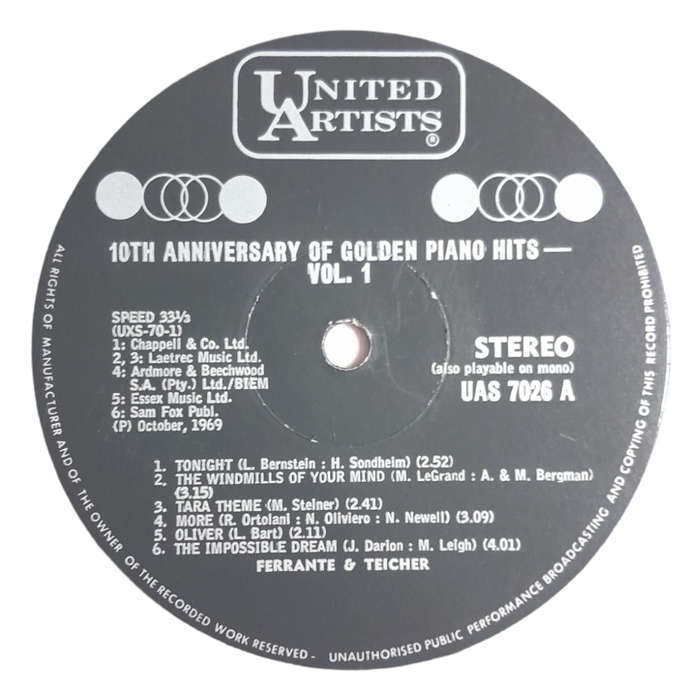 UNITED
ARTISTS®
10TH ANNIVERSARY OF GOLDEN PIANO HITS —
VOL. 1
SPEED 33⅓
(UXS-70-1)
1: Chappell & Co. Ltd.
2, 3: Laetrec Music Ltd.
4: Ardmore & Beechwood
S.A. (Pty.) Ltd./BIEM
5: Essex Music Ltd.
6: Sam Fox Publ.
(P) October, 1969
STEREO
(also playable on mono)
UAS 7026 A
1. TONIGHT (L. Bernstein : H. Sondheim) (2.52)
2. THE WINDMILLS OF YOUR MIND (M. LeGrand : A. & M. Bergman)
(3.15)
3. TARA THEME (M. Steiner) (2.41)
4. MORE (R. Ortolani : N. Oliviero : N. Newell) (3.09)
5. OLIVER (L. Bart) (2.11)
6. THE IMPOSSIBLE DREAM (J. Darion : M. Leigh) (4.01)
FERRANTE & TEICHER
ALL RIGHTS OF MANUFACTURER AND OF THE OWNER OF THE RECORDED WORK RESERVED - UNAUTHORISED PUBLIC PERFORMANCE BROADCASTING AND COPYING OF THIS RECORD PROHIBITED